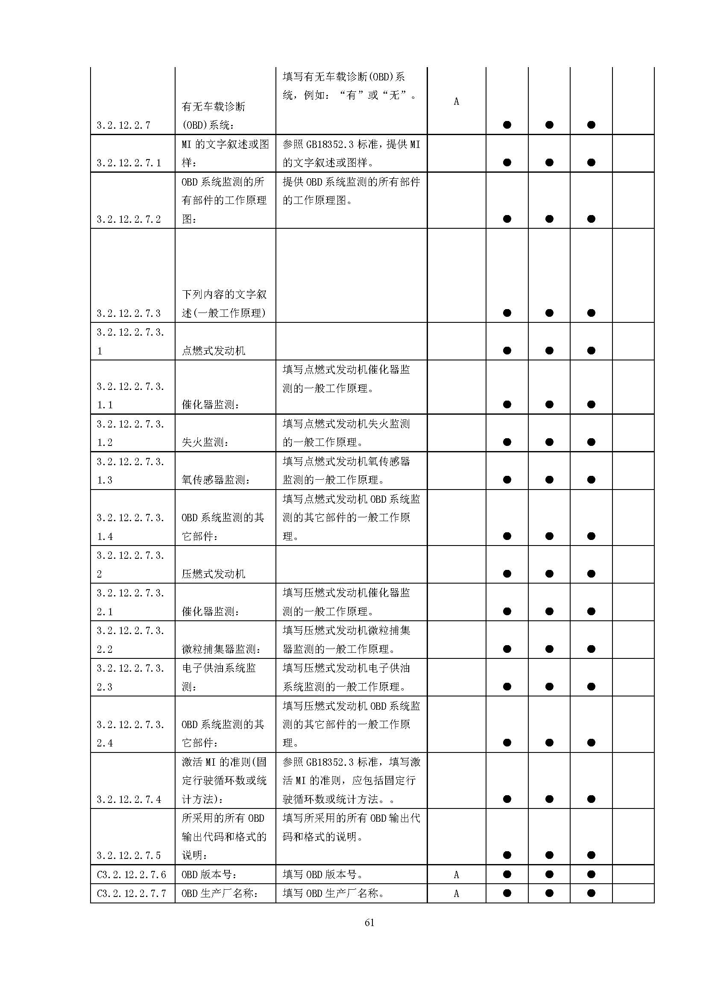 填写有无车载诊断(OBD)系
统，例如：“有”或“无”。
A
有无车载诊断
3.2.12.2.7 (OBD)系统： ● ● ●
MI 的文字叙述或图 参照 GB18352.3 标准，提供 MI
3.2.12.2.7.1 样： 的文字叙述或图样。 ● ● ●
OBD 系统监测的所 提供 OBD 系统监测的所有部件
有部件的工作原理 的工作原理图。
3.2.12.2.7.2 图： ● ● ●
下列内容的文字叙
3.2.12.2.7.3 述(一般工作原理) ● ● ●
3.2.12.2.7.3.
1 点燃式发动机 ● ● ●
填写点燃式发动机催化器监
3.2.12.2.7.3. 测的一般工作原理。
1.1 催化器监测： ● ● ●
3.2.12.2.7.3. 填写点燃式发动机失火监测
1.2 失火监测： 的一般工作原理。 ● ● ●
3.2.12.2.7.3. 填写点燃式发动机氧传感器
1.3 氧传感器监测： 监测的一般工作原理。 ● ● ●
填写点燃式发动机 OBD 系统监
3.2.12.2.7.3. OBD 系统监测的其 测的其它部件的一般工作原
1.4 它部件： 理。 ● ● ●
3.2.12.2.7.3.
2 压燃式发动机 ● ● ●
3.2.12.2.7.3. 填写压燃式发动机催化器监
2.1 催化器监测： 测的一般工作原理。 ● ● ●
3.2.12.2.7.3. 填写压燃式发动机微粒捕集
2.2 微粒捕集器监测： 器监测的一般工作原理。 ● ● ●
3.2.12.2.7.3. 电子供油系统监 填写压燃式发动机电子供油
2.3 测： 系统监测的一般工作原理。 ● ● ●
填写压燃式发动机 OBD 系统监
3.2.12.2.7.3. OBD 系统监测的其 测的其它部件的一般工作原
2.4 它部件： 理。 ● ● ●
激活 MI 的准则(固 参照 GB18352.3 标准，填写激
定行驶循环数或统 活 MI 的准则，应包括固定行
3.2.12.2.7.4 计方法)： 驶循环数或统计方法。。 ● ● ●
所采用的所有 OBD 填写所采用的所有 OBD 输出代
输出代码和格式的 码和格式的说明。
3.2.12.2.7.5 说明： ● ● ●
C3.2.12.2.7.6 OBD 版本号： 填写 OBD 版本号。 A ● ● ●
C3.2.12.2.7.7 OBD 生产厂名称： 填写 OBD 生产厂名称。 A ● ● ●
61